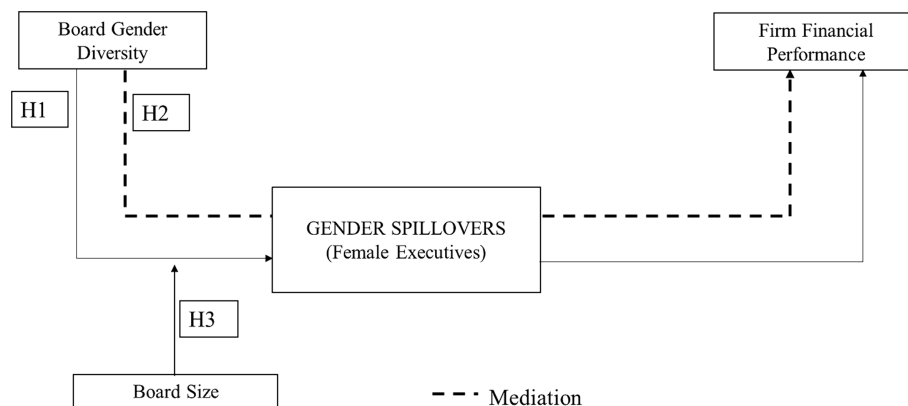 Board Gender
Diversity
Firm Financial
Performance
H1
H2
GENDER SPILLOVERS
(Female Executives)
H3
Board Size
Mediation